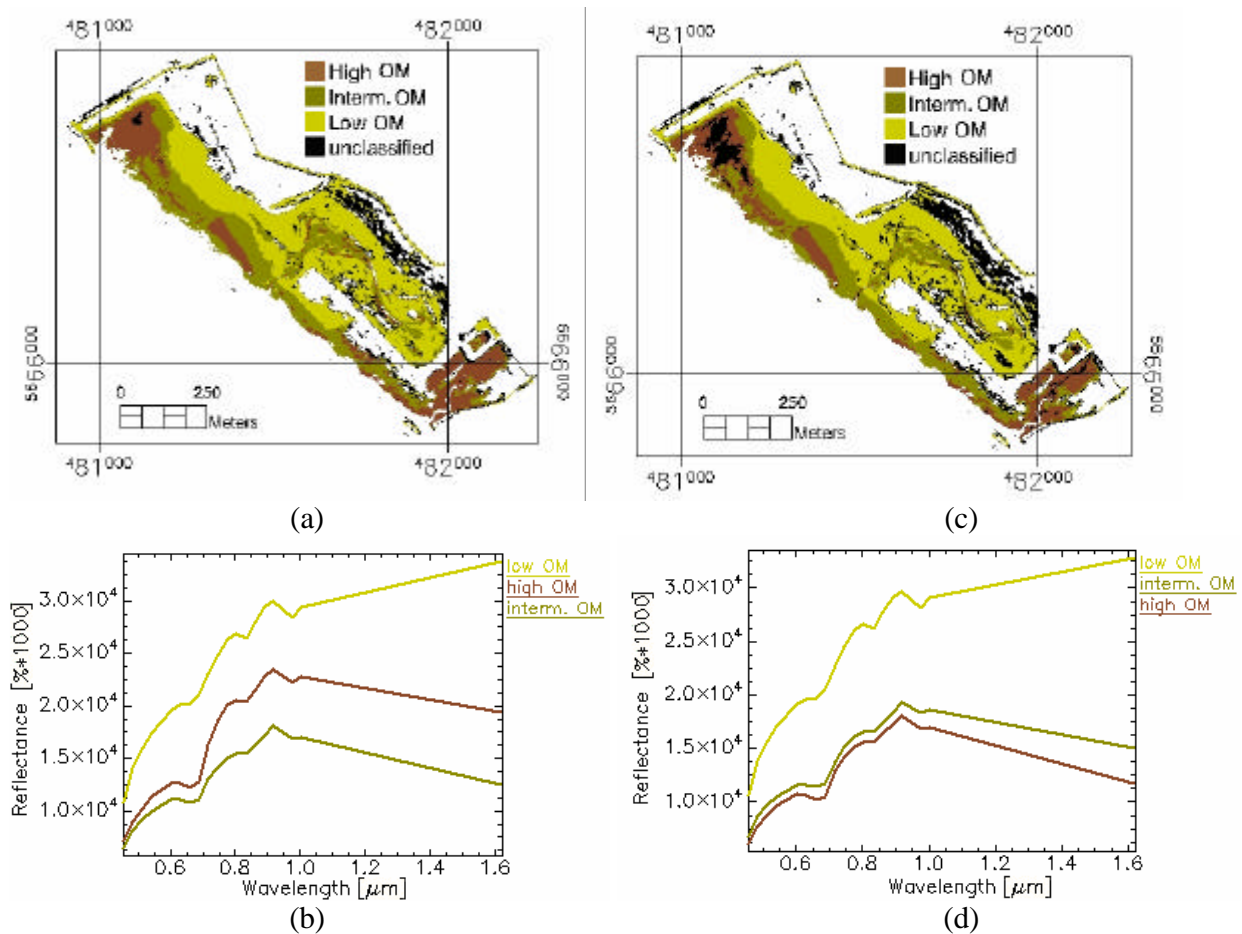 ⁴81⁰⁰⁰ ⁴82⁰⁰⁰
High OM
Interm. OM
Low OM
unclassified
⁵⁶66⁰⁰⁰
0 250
Meters
⁴81⁰⁰⁰ ⁴82⁰⁰⁰
(a)
⁴81⁰⁰⁰ ⁴82⁰⁰⁰
High OM
Interm. OM
Low OM
unclassified
⁵⁶66⁰⁰⁰
0 250
Meters
⁴81⁰⁰⁰ ⁴82⁰⁰⁰
(c)
low OM
high OM
interm. OM
Reflectance [%*1000]
3.0×10⁴
2.5×10⁴
2.0×10⁴
1.5×10⁴
1.0×10⁴
0.6 0.8 1.0 1.2 1.4 1.6
Wavelength [μm]
(b)
low OM
interm. OM
high OM
Reflectance [%*1000]
3.0×10⁴
2.5×10⁴
2.0×10⁴
1.5×10⁴
1.0×10⁴
0.6 0.8 1.0 1.2 1.4 1.6
Wavelength [μm]
(d)